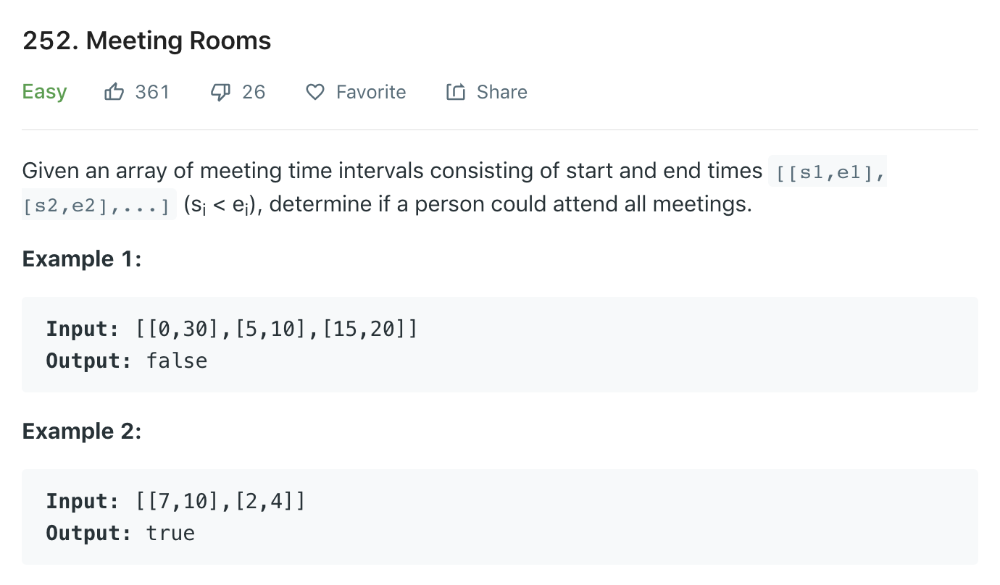 252. Meeting Rooms
Easy 361 26 Favorite Share
Given an array of meeting time intervals consisting of start and end times [[s1,e1],
[s2,e2],...] (si < ei), determine if a person could attend all meetings.
Example 1:
Input: [[0,30],[5,10],[15,20]]
Output: false
Example 2:
Input: [[7,10],[2,4]]
Output: true